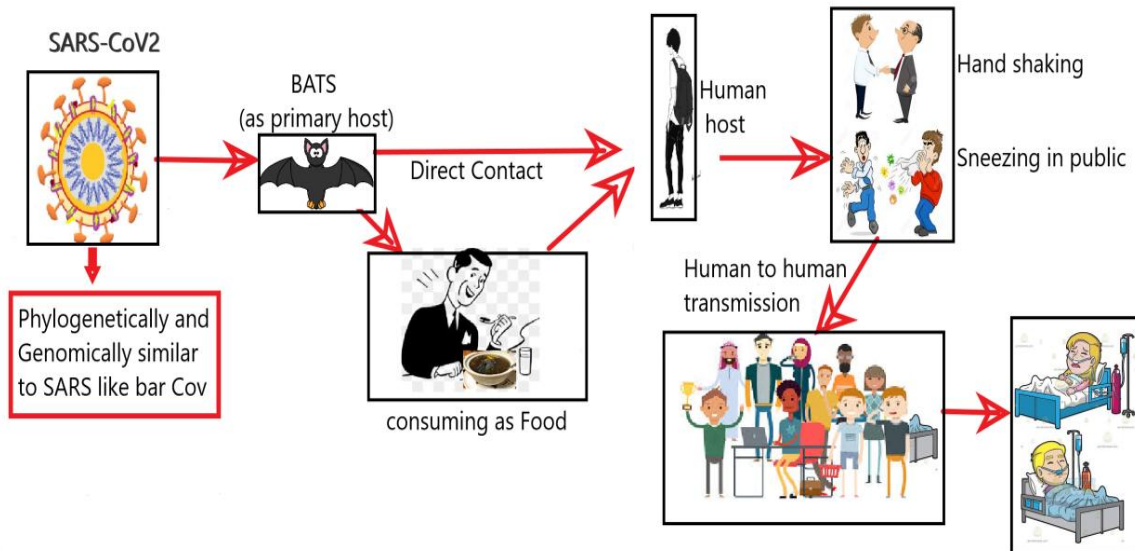 SARS-CoV2
BATS
(as primary host)
Direct Contact
consuming as Food
Human
host
Hand shaking
Sneezing in public
Human to human
transmission
Phylogenetically and
Genomically similar
to SARS like bar Cov